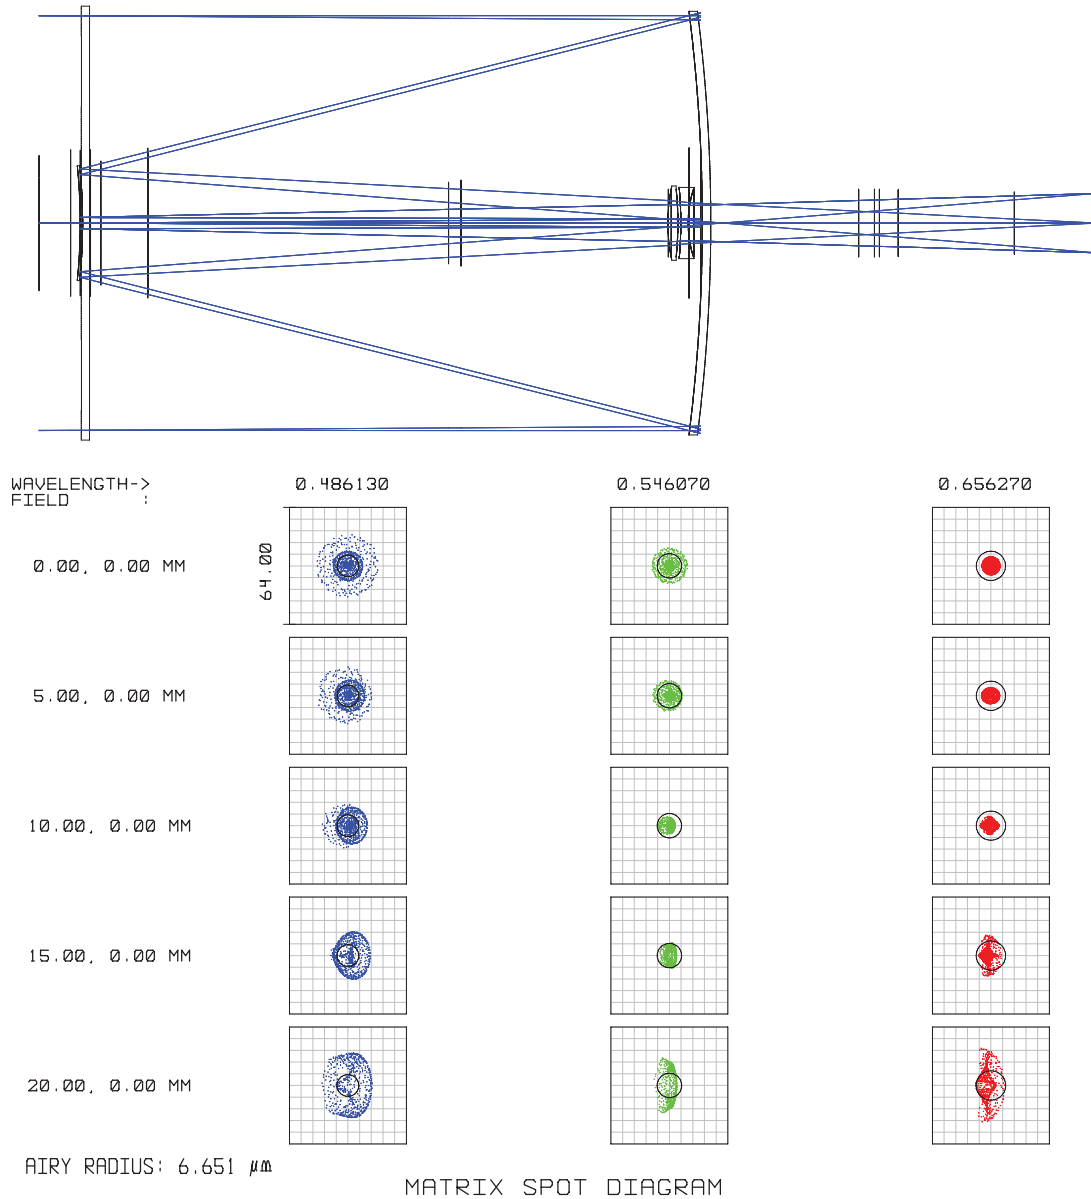 WAVELENGTH-> 0.486130 0.546070 0.656270
FIELD :
0.00, 0.00 MM
64.00
5.00, 0.00 MM
10.00, 0.00 MM
15.00, 0.00 MM
20.00, 0.00 MM
AIRY RADIUS: 6.651 µm
MATRIX SPOT DIAGRAM